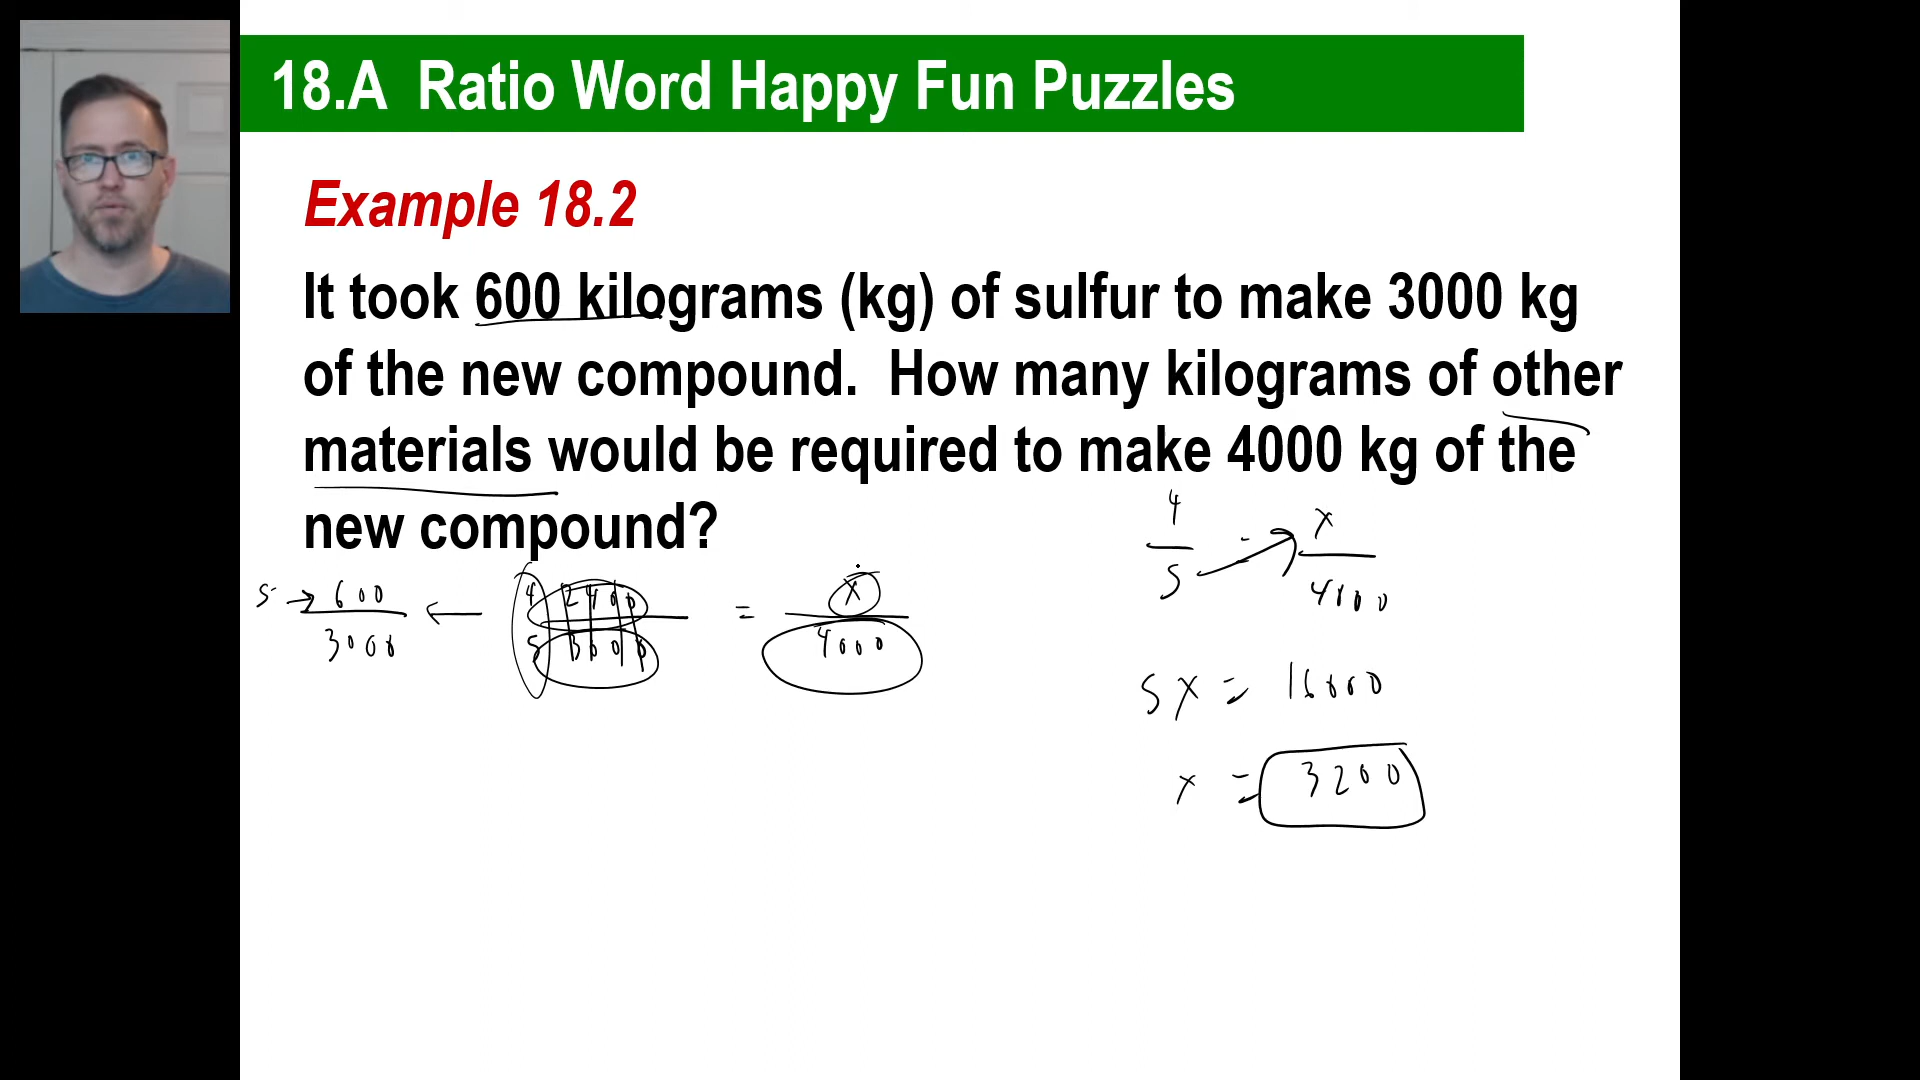 18.A Ratio Word Happy Fun Puzzles
Example 18.2
It took 600 kilograms (kg) of sulfur to make 3000 kg
of the new compound. How many kilograms of other
materials would be required to make 4000 kg of the
new compound?
S → 600 / 3000 ← 4 / 5 2400 / 3000 = x / 4000
4 / 5 = x / 4000
5x = 16000
x = 3200